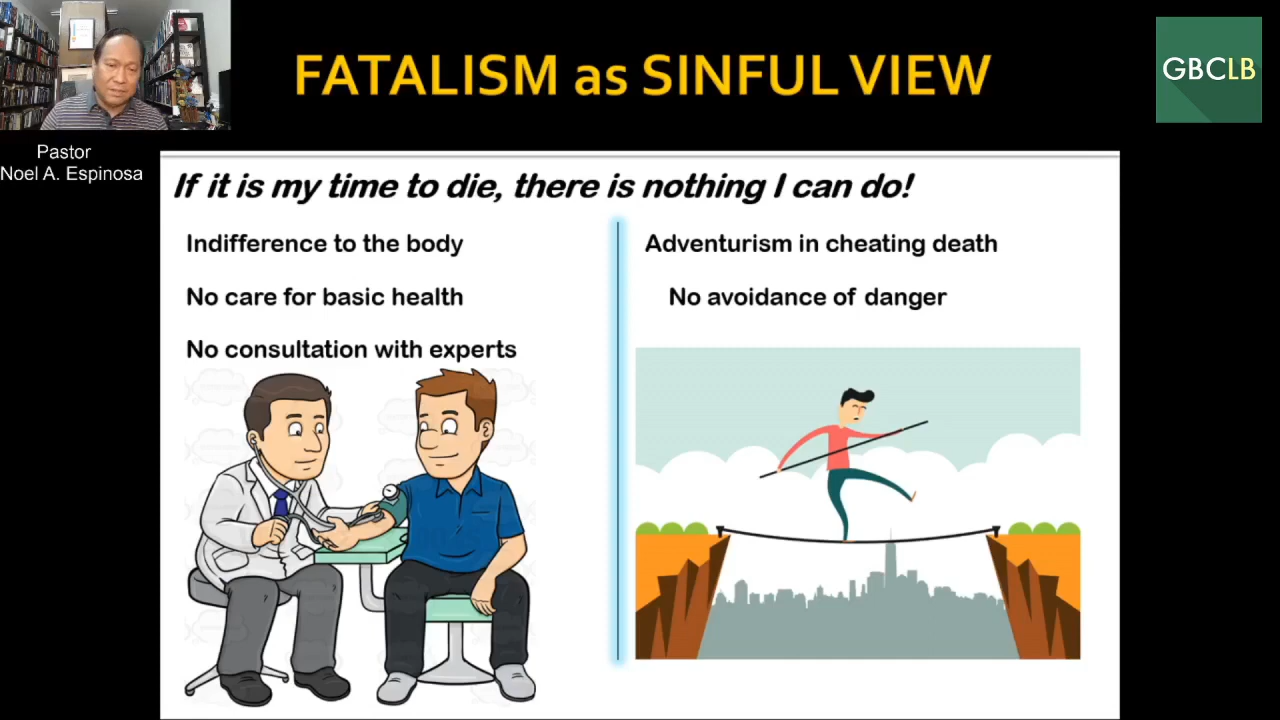 FATALISM as SINFUL VIEW
GBCLB
Pastor
Noel A. Espinosa
If it is my time to die, there is nothing I can do!
Indifference to the body
No care for basic health
No consultation with experts
Adventurism in cheating death
No avoidance of danger